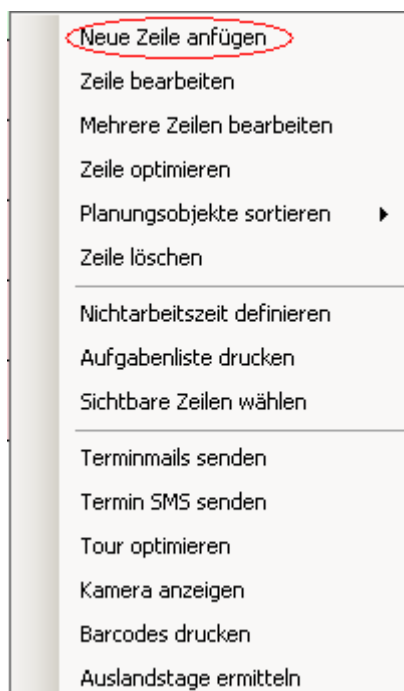 Neue Zeile anfügen
Zeile bearbeiten
Mehrere Zeilen bearbeiten
Zeile optimieren
Planungsobjekte sortieren
Zeile löschen
Nichtarbeitszeit definieren
Aufgabenliste drucken
Sichtbare Zeilen wählen
Terminmails senden
Termin SMS senden
Tour optimieren
Kamera anzeigen
Barcodes drucken
Auslandstage ermitteln